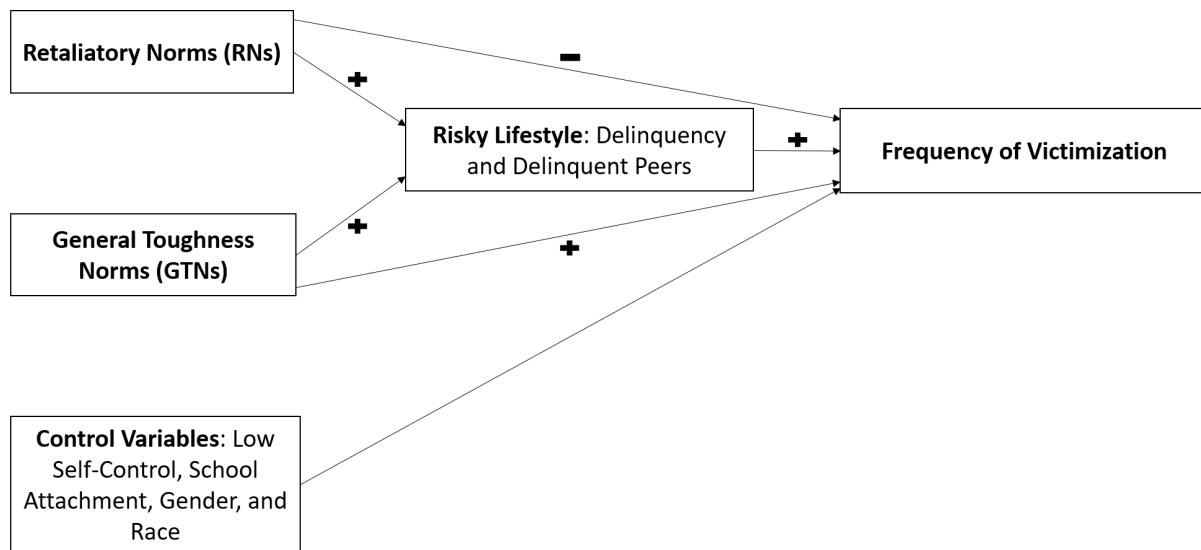 Retaliatory Norms (RNs)
−
+
Risky Lifestyle: Delinquency
and Delinquent Peers
+
Frequency of Victimization
General Toughness
Norms (GTNs)
+
+
Control Variables: Low
Self-Control, School
Attachment, Gender, and
Race